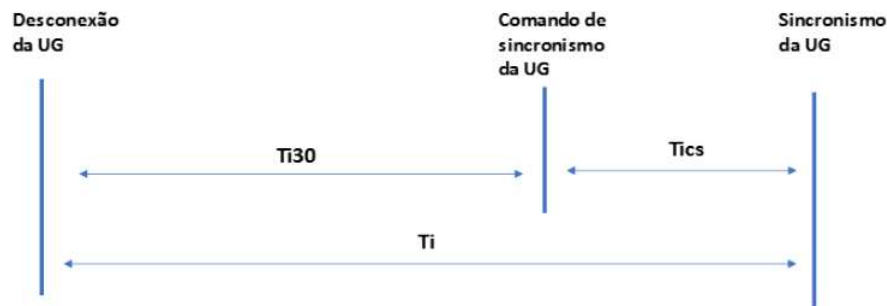 Desconexão
da UG
Comando de
sincronismo
da UG
Sincronismo
da UG
Ti30
Tics
Ti